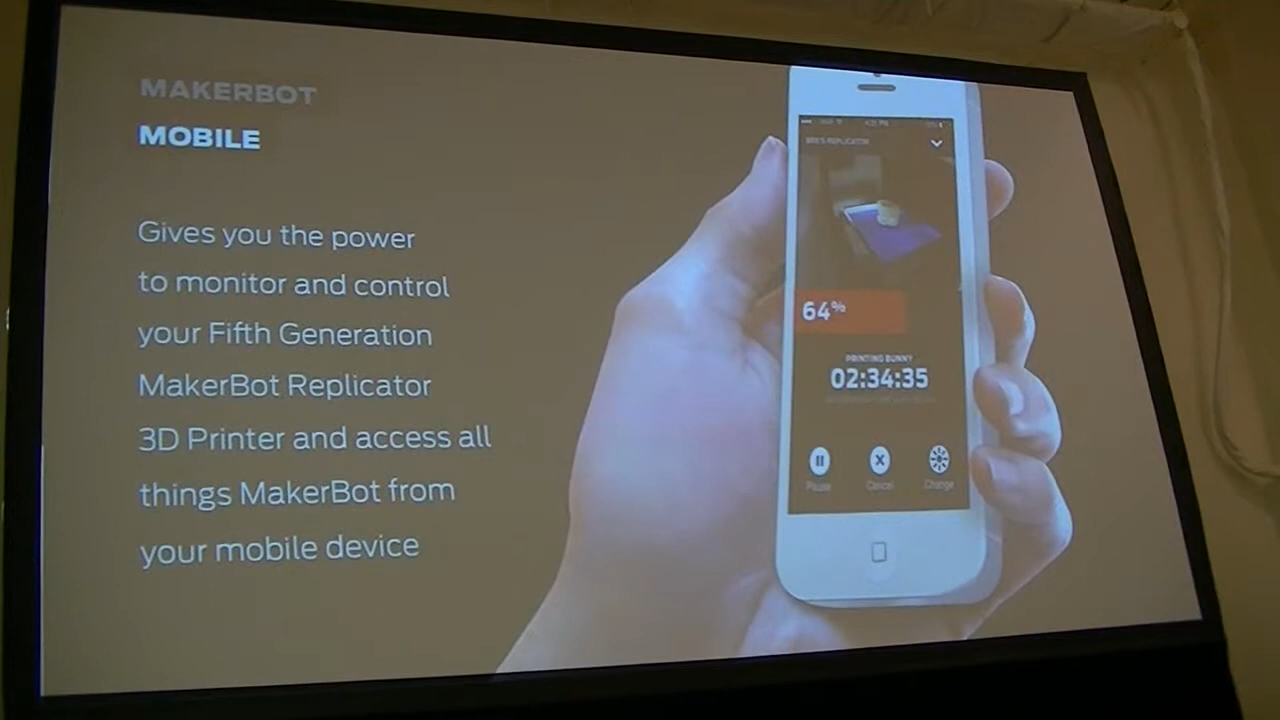 MAKERBOT
MOBILE
Gives you the power
to monitor and control
your Fifth Generation
MakerBot Replicator
3D Printer and access all
things MakerBot from
your mobile device
REPLICATOR
64%
PRINTING BUNNY
02:34:35
Pause Cancel Change